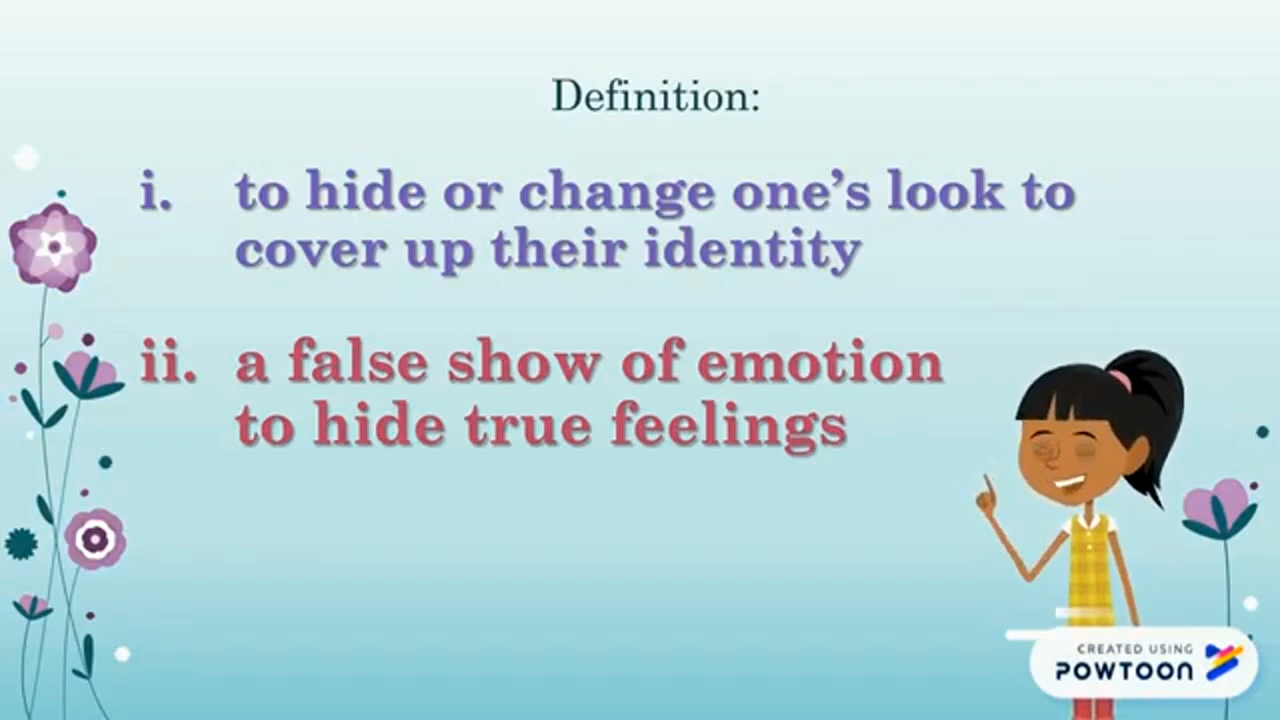 Definition:
i. to hide or change one’s look to
cover up their identity
ii. a false show of emotion
to hide true feelings
CREATED USING
POWTOON